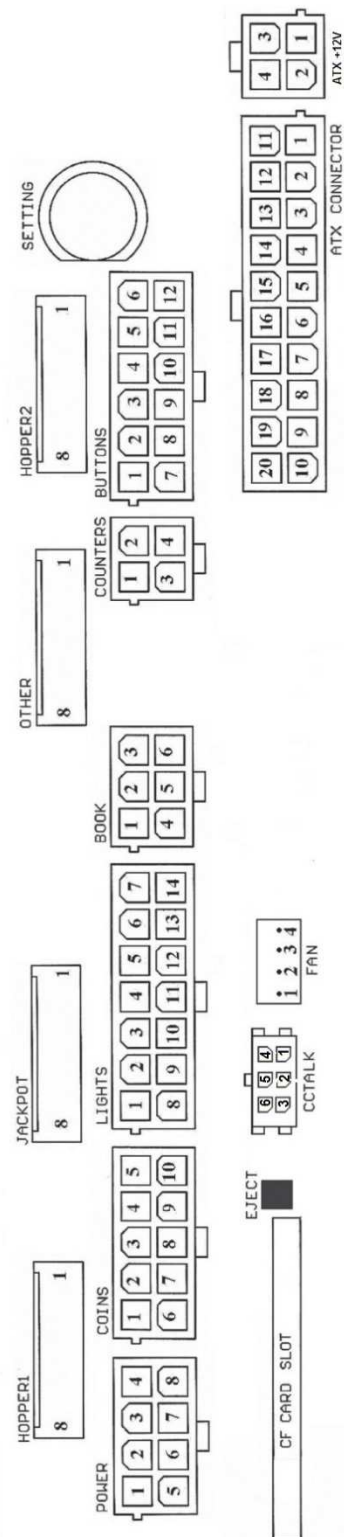 HOPPER1 JACKPOT OTHER HOPPER2 SETTING
8 1 8 1 8 1 8 1
POWER COINS LIGHTS BOOK COUNTERS BUTTONS
1 2 3 4 1 2 3 4 5 1 2 3 4 5 6 7 1 2 3 1 2 1 2 3 4 5 6
5 6 7 8 6 7 8 9 10 8 9 10 11 12 13 14 4 5 6 3 4 7 8 9 10 11 12
EJECT
CF CARD SLOT
6 5 4
3 2 1
CCTALK
1 2 3 4
FAN
20 19 18 17 16 15 14 13 12 11
10 9 8 7 6 5 4 3 2 1
ATX CONNECTOR
4 3
2 1
ATX +12V